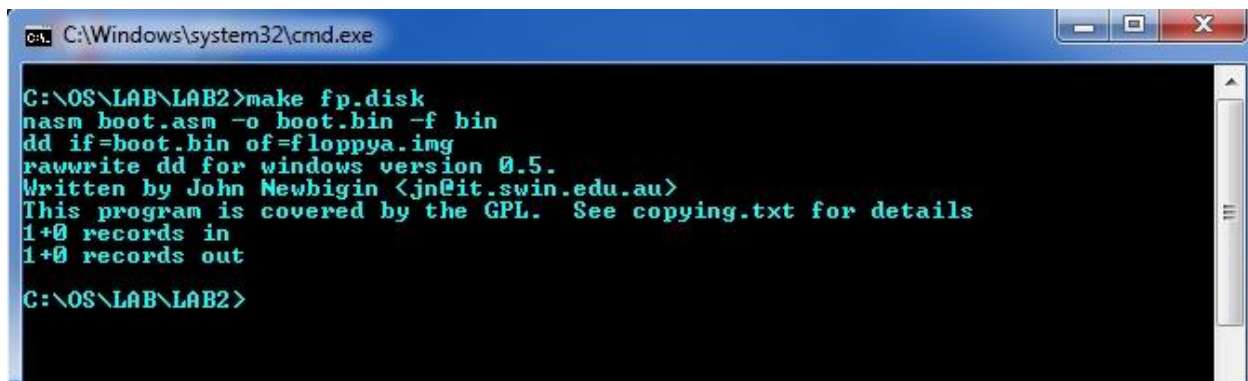 C:\Windows\system32\cmd.exe
C:\OS\LAB\LAB2>make fp.disk
nasm boot.asm -o boot.bin -f bin
dd if=boot.bin of=floppya.img
rawwrite dd for windows version 0.5.
Written by John Newbigin <jn@it.swin.edu.au>
This program is covered by the GPL.  See copying.txt for details
1+0 records in
1+0 records out
C:\OS\LAB\LAB2>